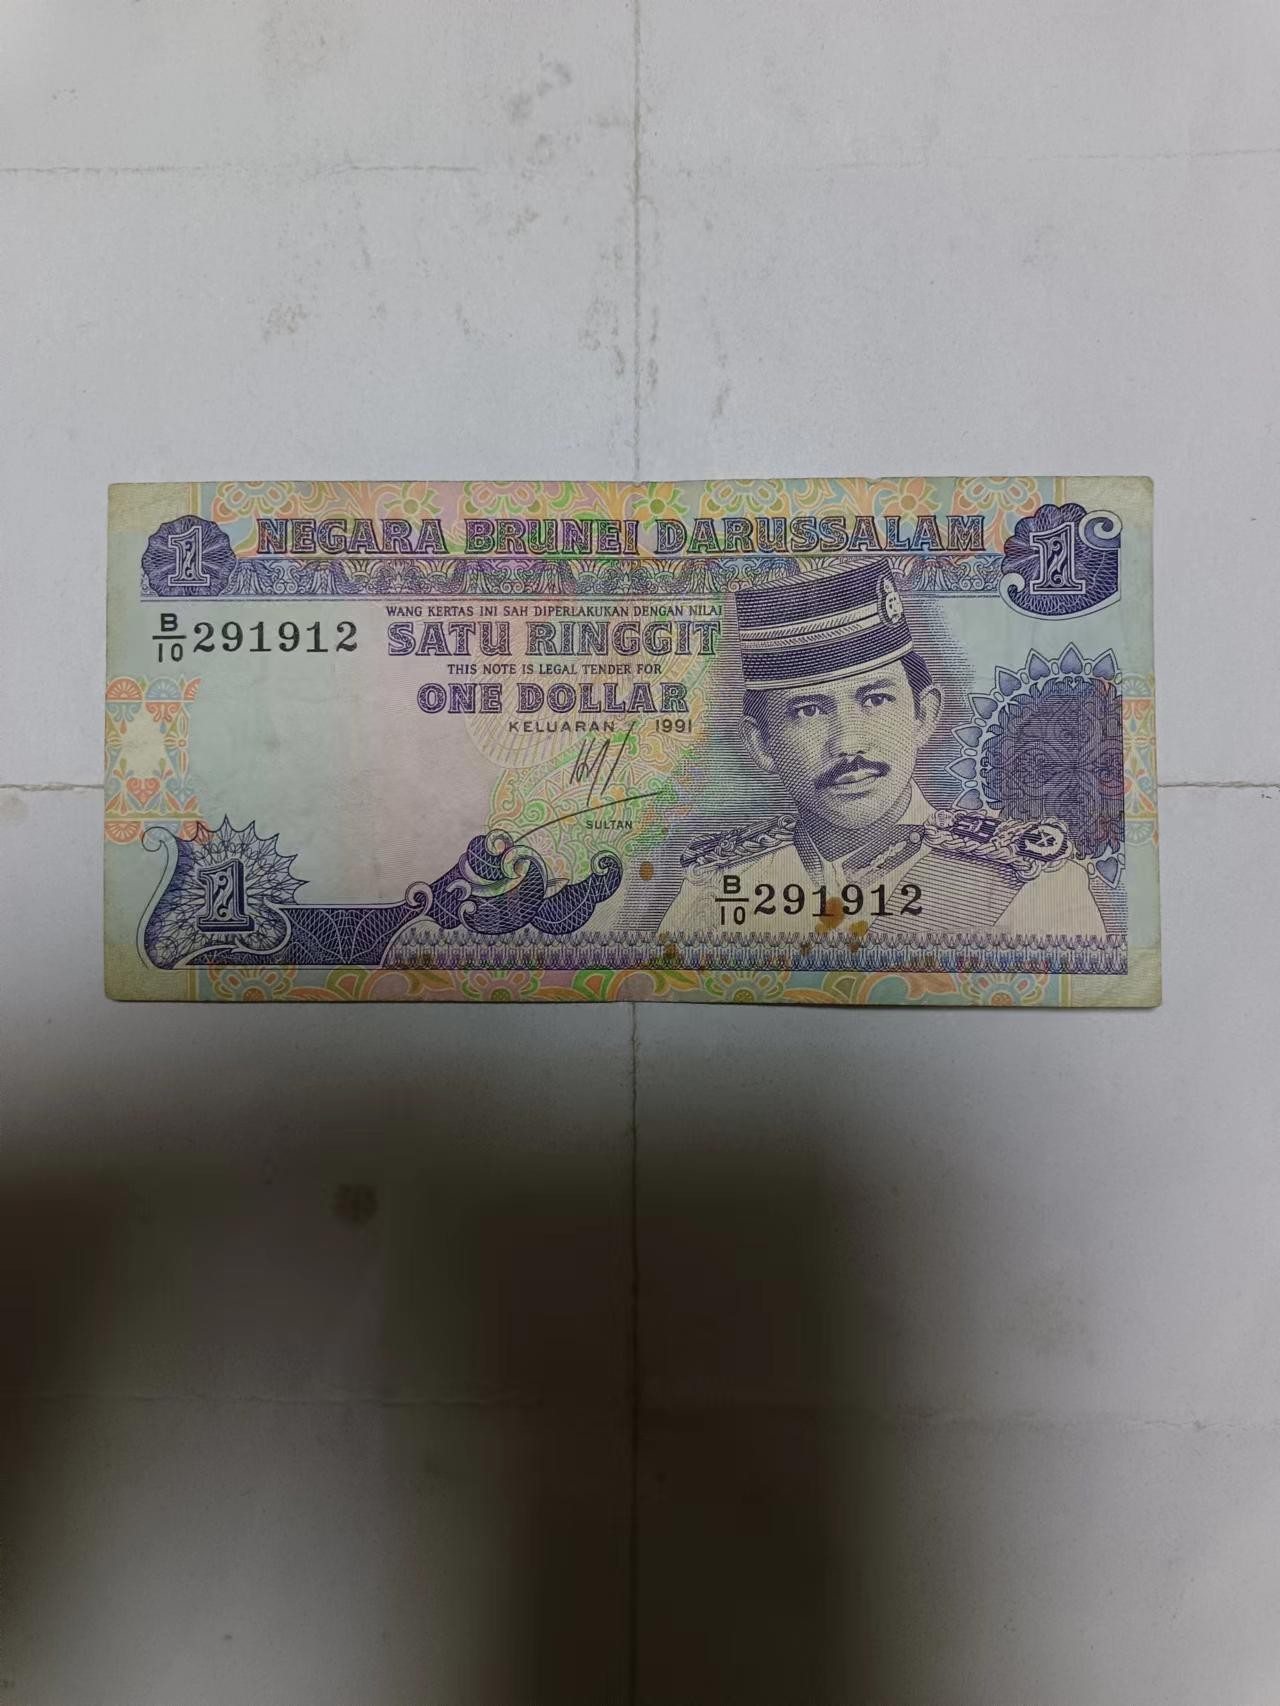 1 NEGARA BRUNEI DARUSSALAM 1
WANG KERTAS INI SAH DIPERLAKUKAN DENGAN NILAI
B/10 291912
SATU RINGGIT
THIS NOTE IS LEGAL TENDER FOR
ONE DOLLAR
KELUARAN 1991
SULTAN
1
B/10 291912